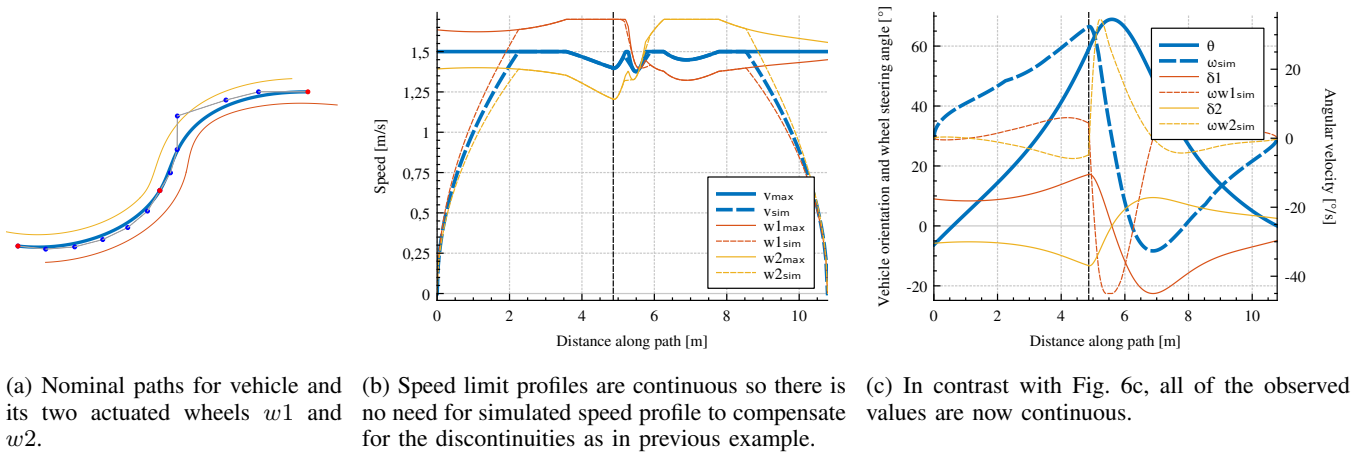 Speed [m/s]
1,5
1,25
1
0,75
0,5
0,25
0
0 2 4 6 8 10
Distance along path [m]
vmax
vsim
w1max
w1sim
w2max
w2sim
Vehicle orientation and wheel steering angle [°]
60
40
20
0
-20
0 2 4 6 8 10
Distance along path [m]
20
0
-20
-40
Angular velocity [°/s]
θ
ωsim
δ1
ωw1sim
δ2
ωw2sim
(a) Nominal paths for vehicle and
its two actuated wheels w1 and
w2.
(b) Speed limit profiles are continuous so there is
no need for simulated speed profile to compensate
for the discontinuities as in previous example.
(c) In contrast with Fig. 6c, all of the observed
values are now continuous.